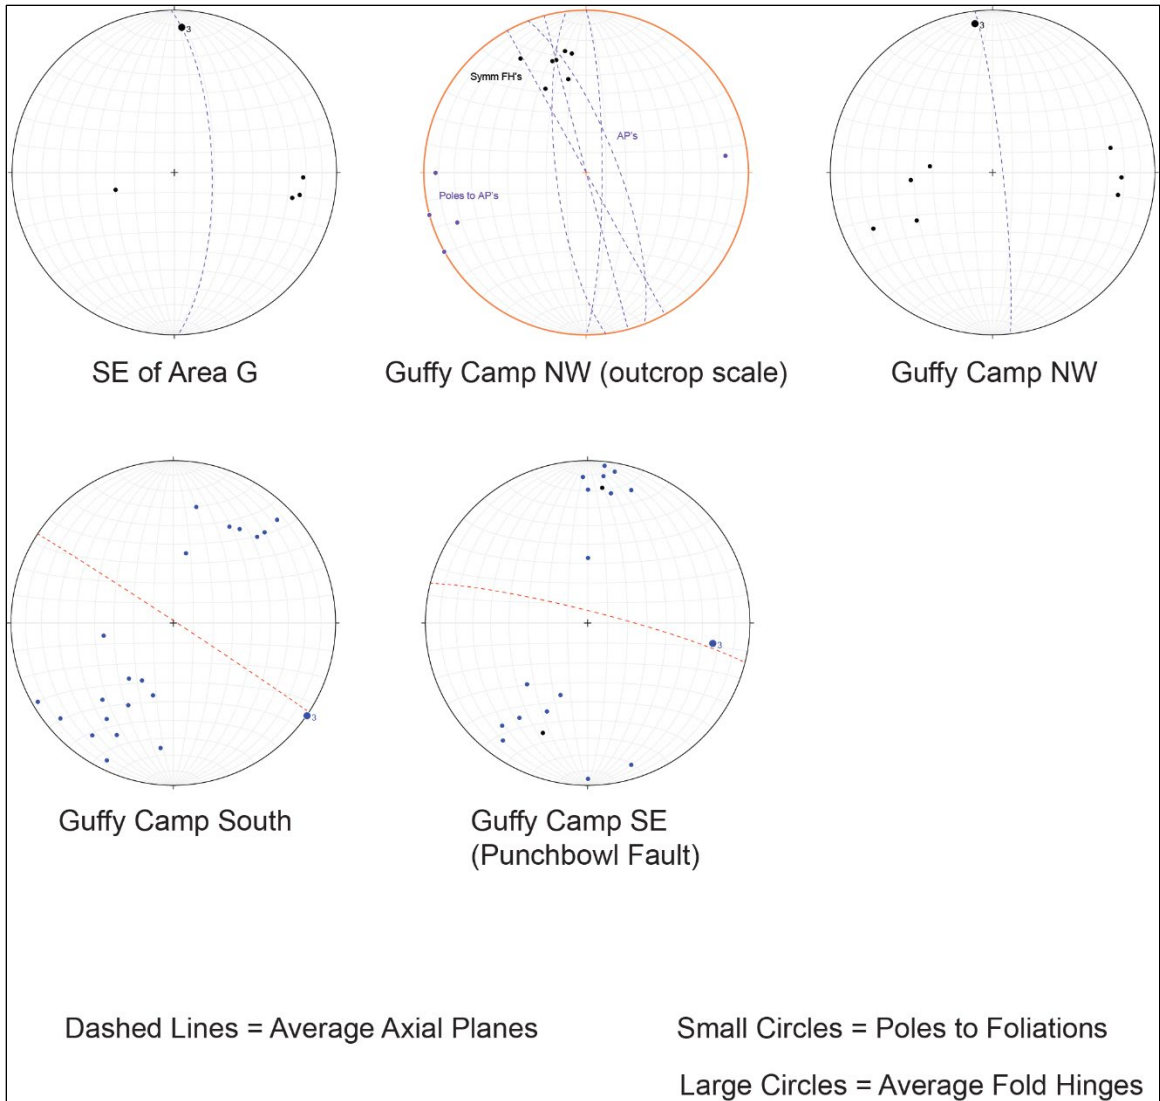 3
Symm FH's
AP's
Poles to AP's
3
SE of Area G
Guffy Camp NW (outcrop scale)
Guffy Camp NW
3
3
Guffy Camp South
Guffy Camp SE
(Punchbowl Fault)
Dashed Lines = Average Axial Planes
Small Circles = Poles to Foliations
Large Circles = Average Fold Hinges